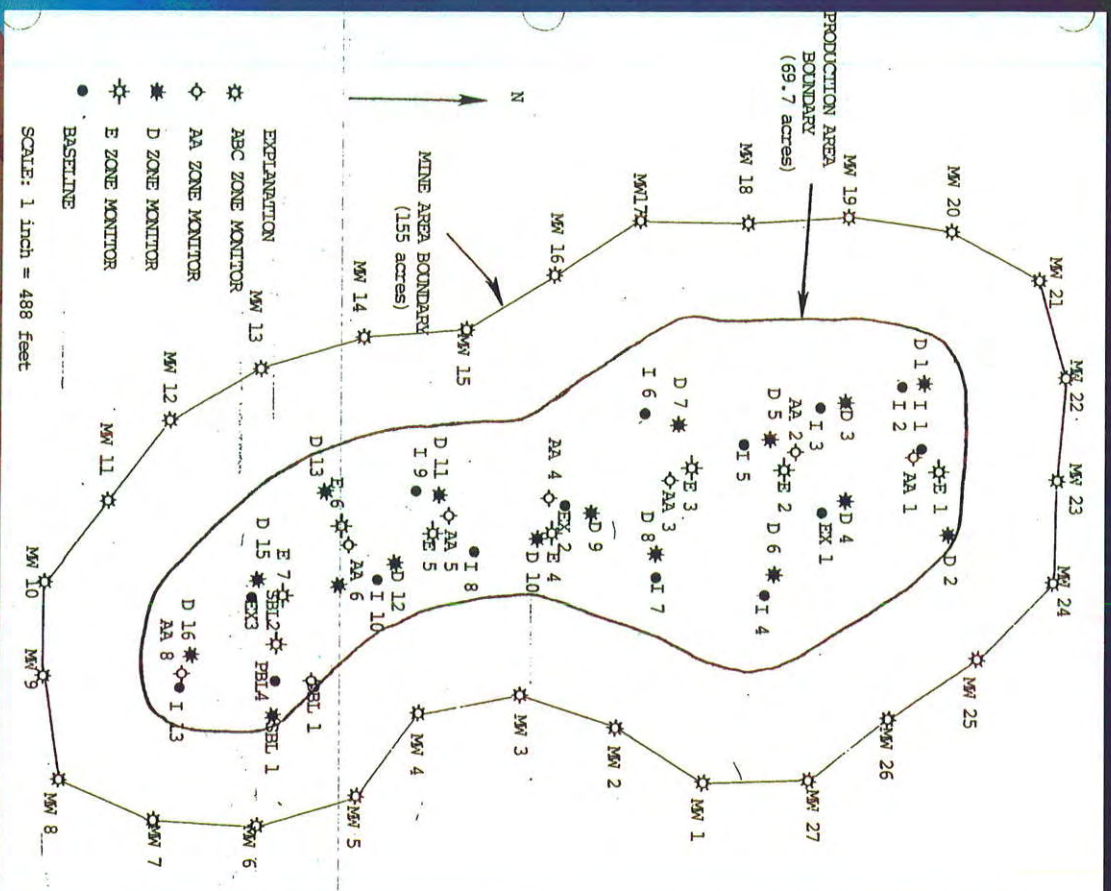 N
PRODUCTION AREA
BOUNDARY
(69.7 acres)
MINE AREA BOUNDARY
(155 acres)
MW 21
MW 22
MW 23
MW 24
MW 20
MW 25
MW 19
MW 26
MW 18
MW 27
MW17
MW 1
MW 16
MW 2
MW 15
MW 3
MW 14
MW 4
MW 13
MW 5
MW 12
MW 6
MW 11
MW 7
MW 10
MW 9
MW 8
D 1
I 1
E 1
D 2
I 2
AA 1
D 3
D 4
I 3
EX 1
AA 2
E 2
D 5
D 6
I 5
I 4
D 7
E 3
I 6
AA 3
D 8
I 7
D 9
AA 4
EX 2
E 4
D 10
I 8
D 11
AA 5
I 9
E 5
D 12
I 10
D 13
E 6
AA 6
E 7
D 15
SBL2
EX3
PBL4
SBL 1
D 16
AA 8
I 13
EXPLANATION
ABC ZONE MONITOR
AA ZONE MONITOR
D ZONE MONITOR
E ZONE MONITOR
BASELINE
SCALE: 1 inch = 488 feet